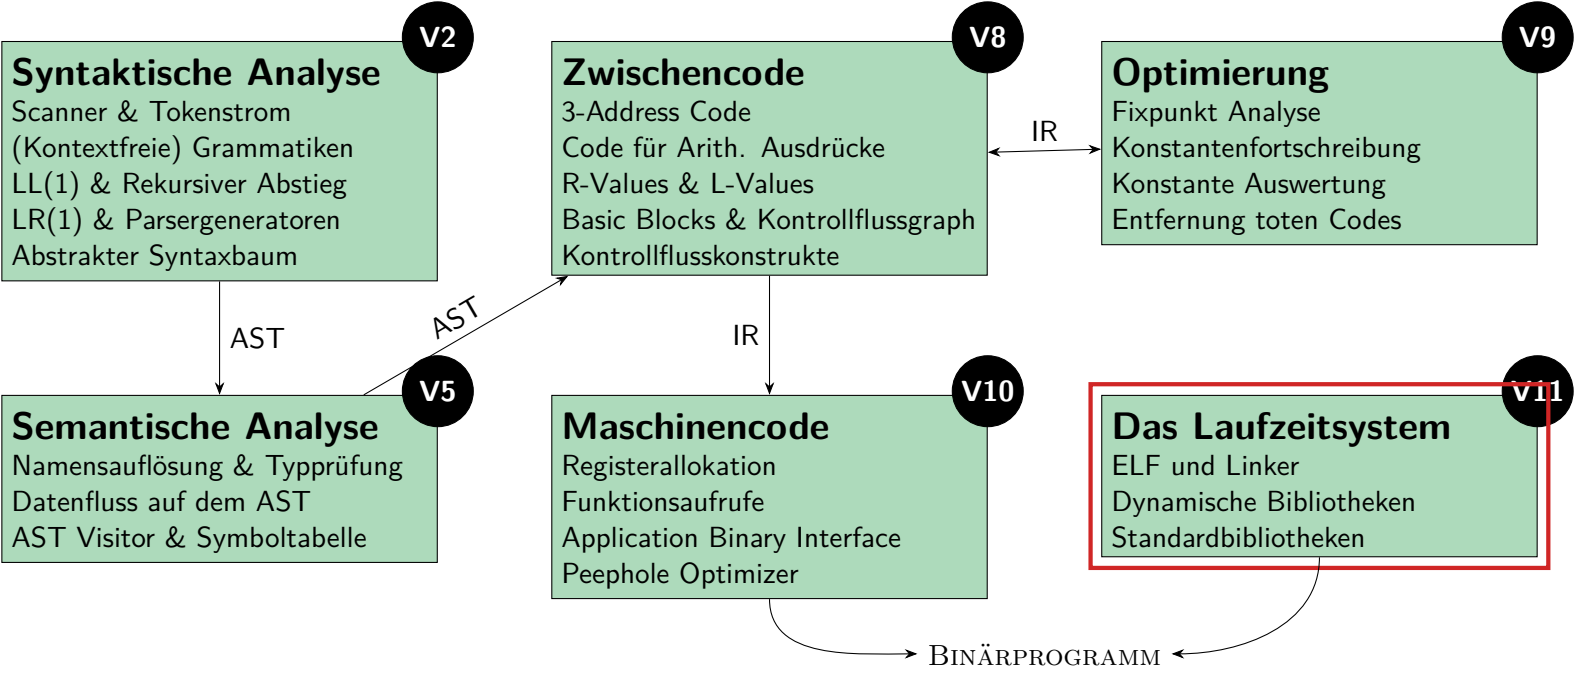 V2
Syntaktische Analyse
Scanner & Tokenstrom
(Kontextfreie) Grammatiken
LL(1) & Rekursiver Abstieg
LR(1) & Parsergeneratoren
Abstrakter Syntaxbaum
V8
Zwischencode
3-Address Code
Code für Arith. Ausdrücke
R-Values & L-Values
Basic Blocks & Kontrollflussgraph
Kontrollflusskonstrukte
IR
V9
Optimierung
Fixpunkt Analyse
Konstantenfortschreibung
Konstante Auswertung
Entfernung toten Codes
AST
AST
IR
V5
Semantische Analyse
Namensauflösung & Typprüfung
Datenfluss auf dem AST
AST Visitor & Symboltabelle
V10
Maschinencode
Registerallokation
Funktionsaufrufe
Application Binary Interface
Peephole Optimizer
V11
Das Laufzeitsystem
ELF und Linker
Dynamische Bibliotheken
Standardbibliotheken
BINÄRPROGRAMM